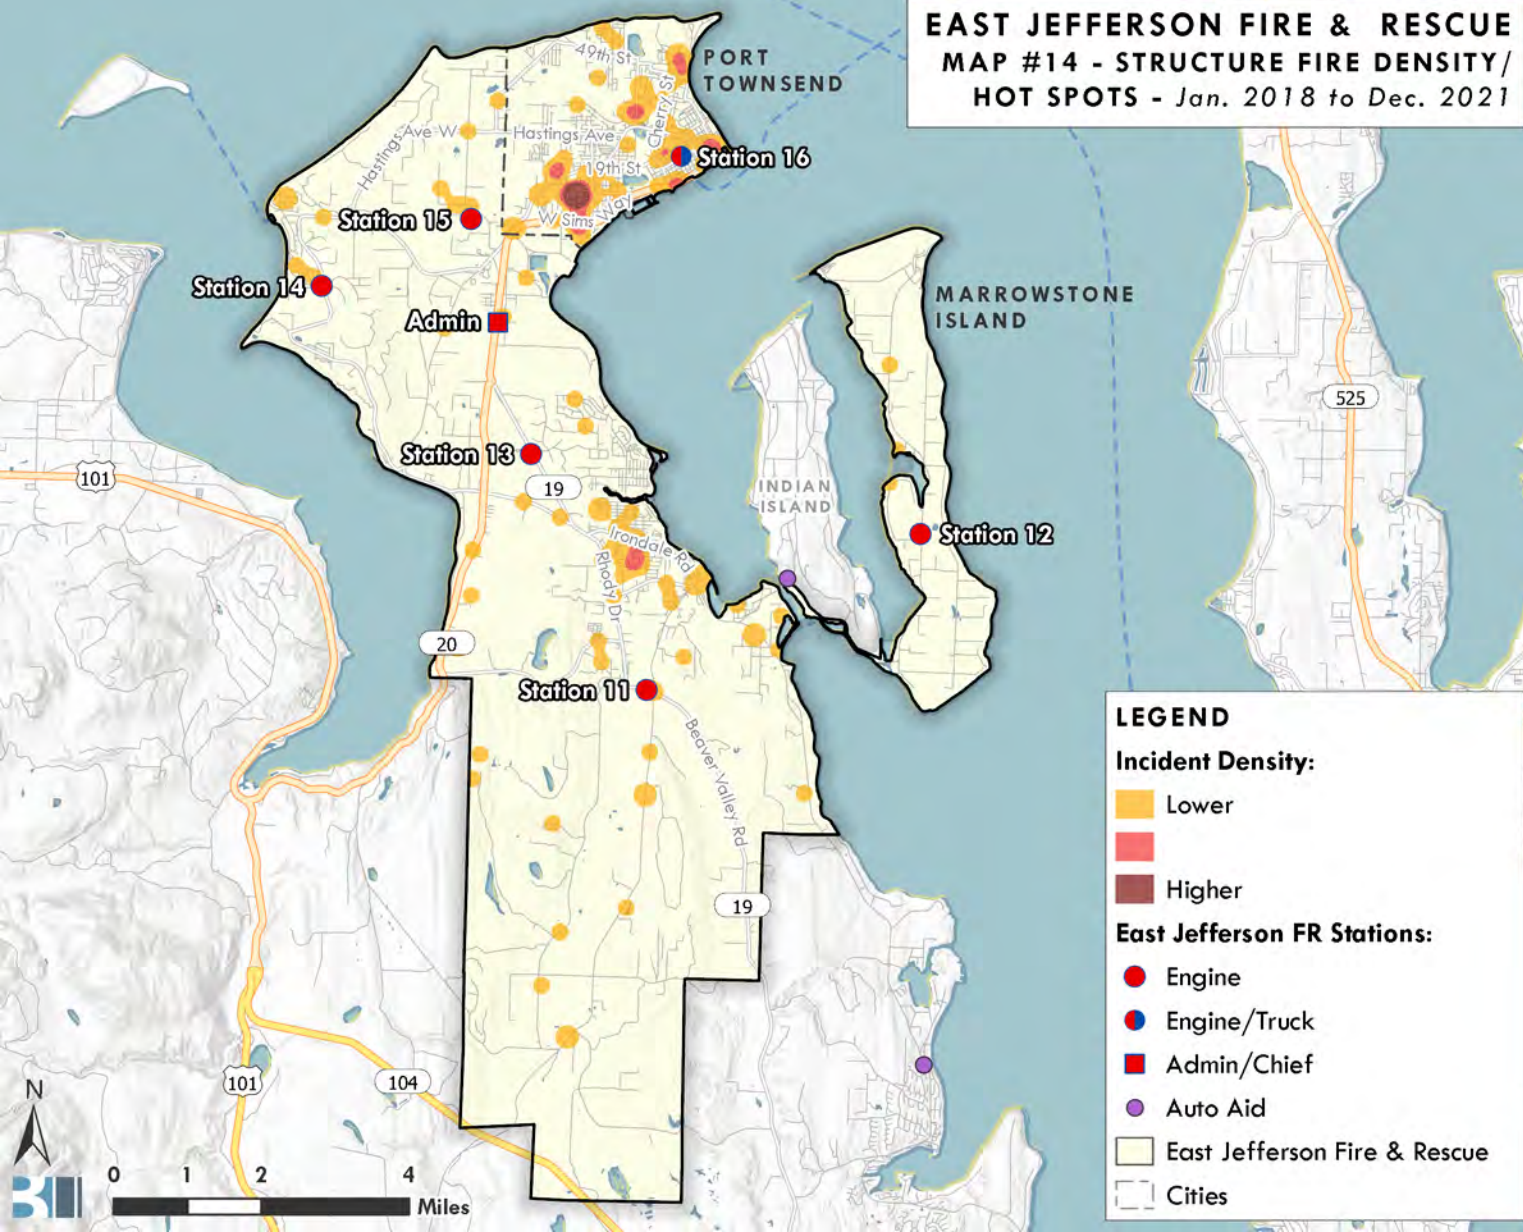 EAST JEFFERSON FIRE & RESCUE
MAP #14 - STRUCTURE FIRE DENSITY/
HOT SPOTS - Jan. 2018 to Dec. 2021
PORT
TOWNSEND
49th St
Cherry St
Hastings Ave W
Hastings Ave
19th St
W Sims Way
Station 16
Station 15
Station 14
Admin
MARROWSTONE
ISLAND
525
Station 13
19
101
INDIAN
ISLAND
Station 12
Irondale Rd
Rhody Dr
20
Station 11
Beaver Valley Rd
19
101
104
LEGEND
Incident Density:
Lower
Higher
East Jefferson FR Stations:
Engine
Engine/Truck
Admin/Chief
Auto Aid
East Jefferson Fire & Rescue
Cities
N
0 1 2 4
Miles